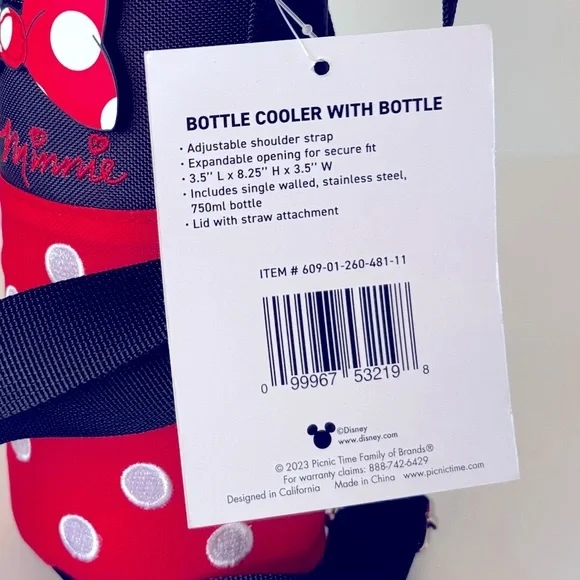 Minnie
BOTTLE COOLER WITH BOTTLE
• Adjustable shoulder strap
• Expandable opening for secure fit
• 3.5'' L x 8.25'' H x 3.5'' W
• Includes single walled, stainless steel,
750ml bottle
• Lid with straw attachment
ITEM # 609-01-260-481-11
0 99967 53219 8
©Disney
www.disney.com
© 2023 Picnic Time Family of Brands®
For warranty claims: 888-742-6429
Designed in California Made in China www.picnictime.com